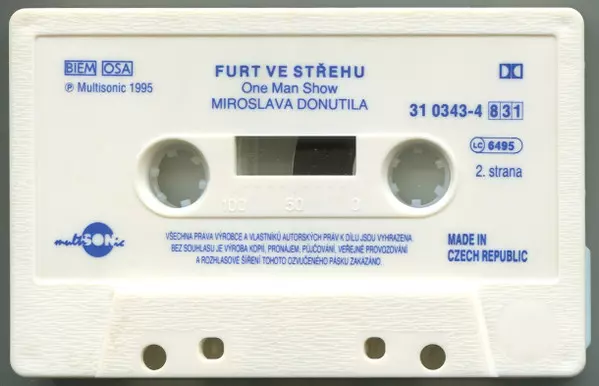 BIEM OSA
℗ Multisonic 1995
FURT VE STŘEHU
One Man Show
MIROSLAVA DONUTILA
31 0343-4 831
LC 6495
2. strana
100 50 0
multiSONic
VŠECHNA PRÁVA VÝROBCE A VLASTNÍKŮ AUTORSKÝCH PRÁV K DÍLU JSOU VYHRAZENA.
BEZ SOUHLASU JE VÝROBA KOPIÍ, PRONÁJEM, PŮJČOVÁNÍ, VEŘEJNÉ PROVOZOVÁNÍ
A ROZHLASOVÉ ŠÍŘENÍ TOHOTO OZVUČENÉHO PÁSKU ZAKÁZÁNO.
MADE IN
CZECH REPUBLIC